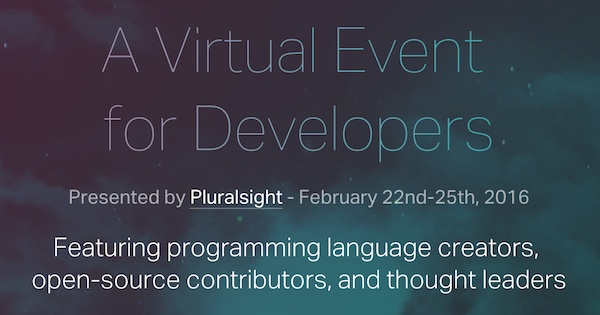 A Virtual Event
for Developers
Presented by Pluralsight - February 22nd-25th, 2016
Featuring programming language creators,
open-source contributors, and thought leaders